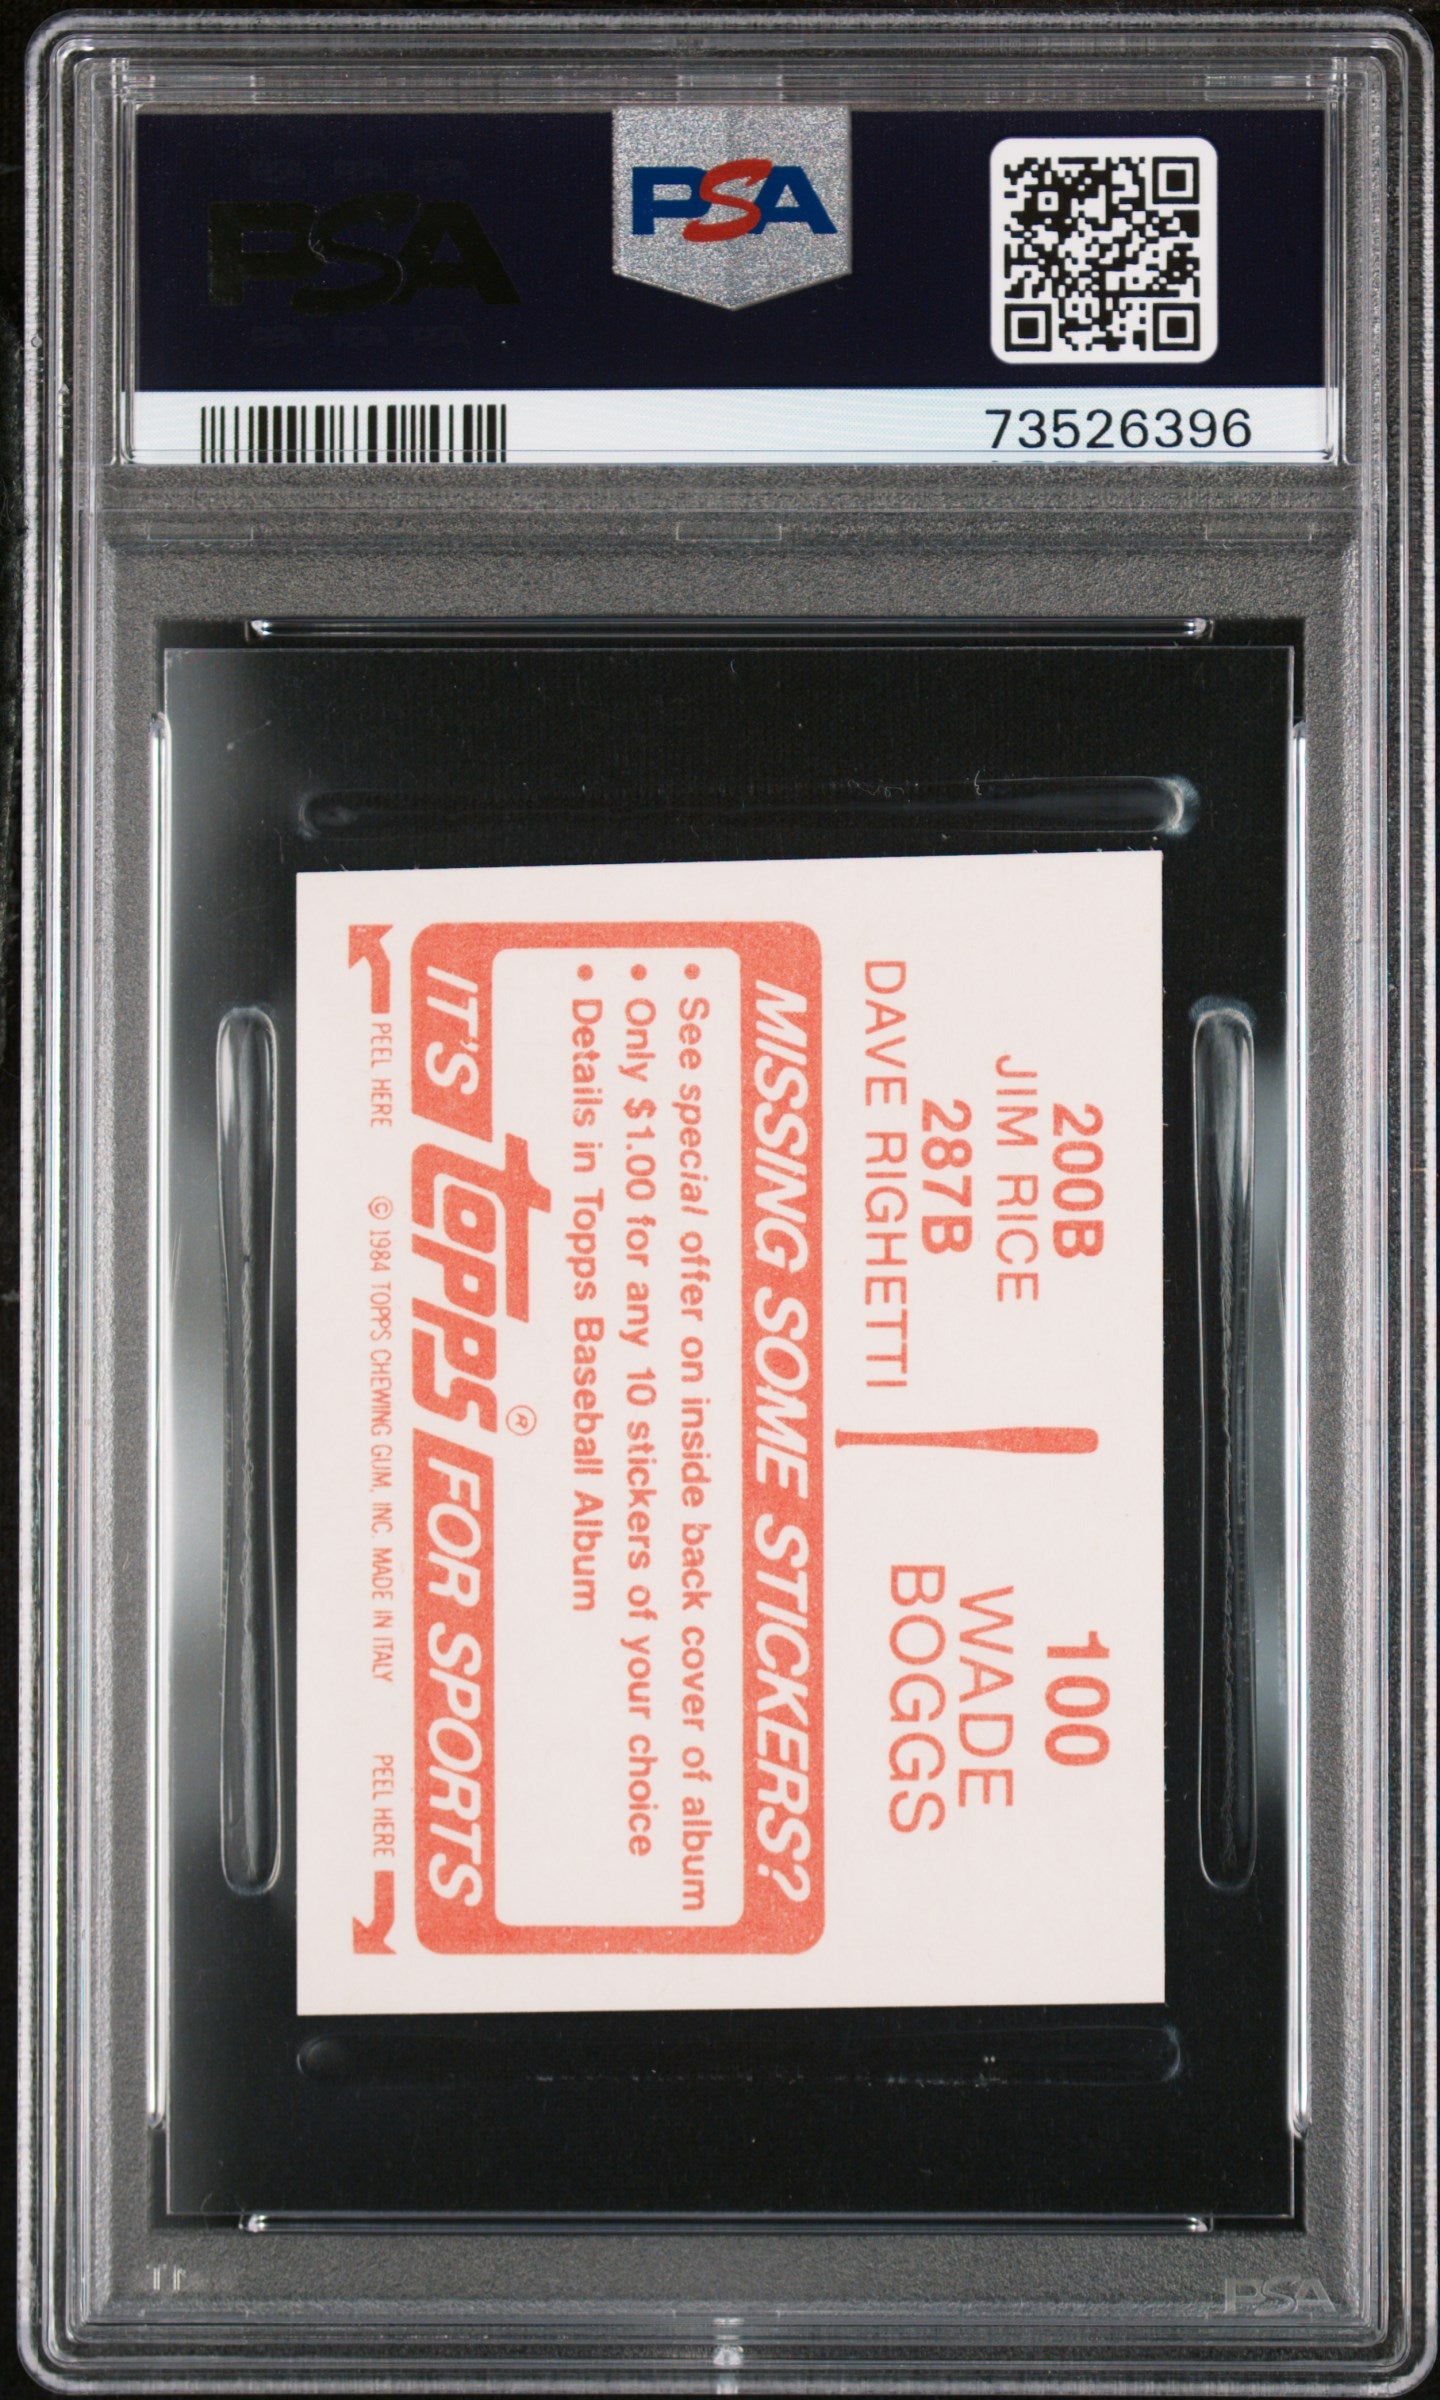 PSA
PSA
73526396
200B
JIM RICE
287B
DAVE RIGHETTI
100
WADE
BOGGS
MISSING SOME STICKERS?
• See special offer on inside back cover of album
• Only $1.00 for any 10 stickers of your choice
• Details in Topps Baseball Album
IT'S topps® FOR SPORTS
PEEL HERE © 1984 TOPPS CHEWING GUM, INC. MADE IN ITALY PEEL HERE
PSA